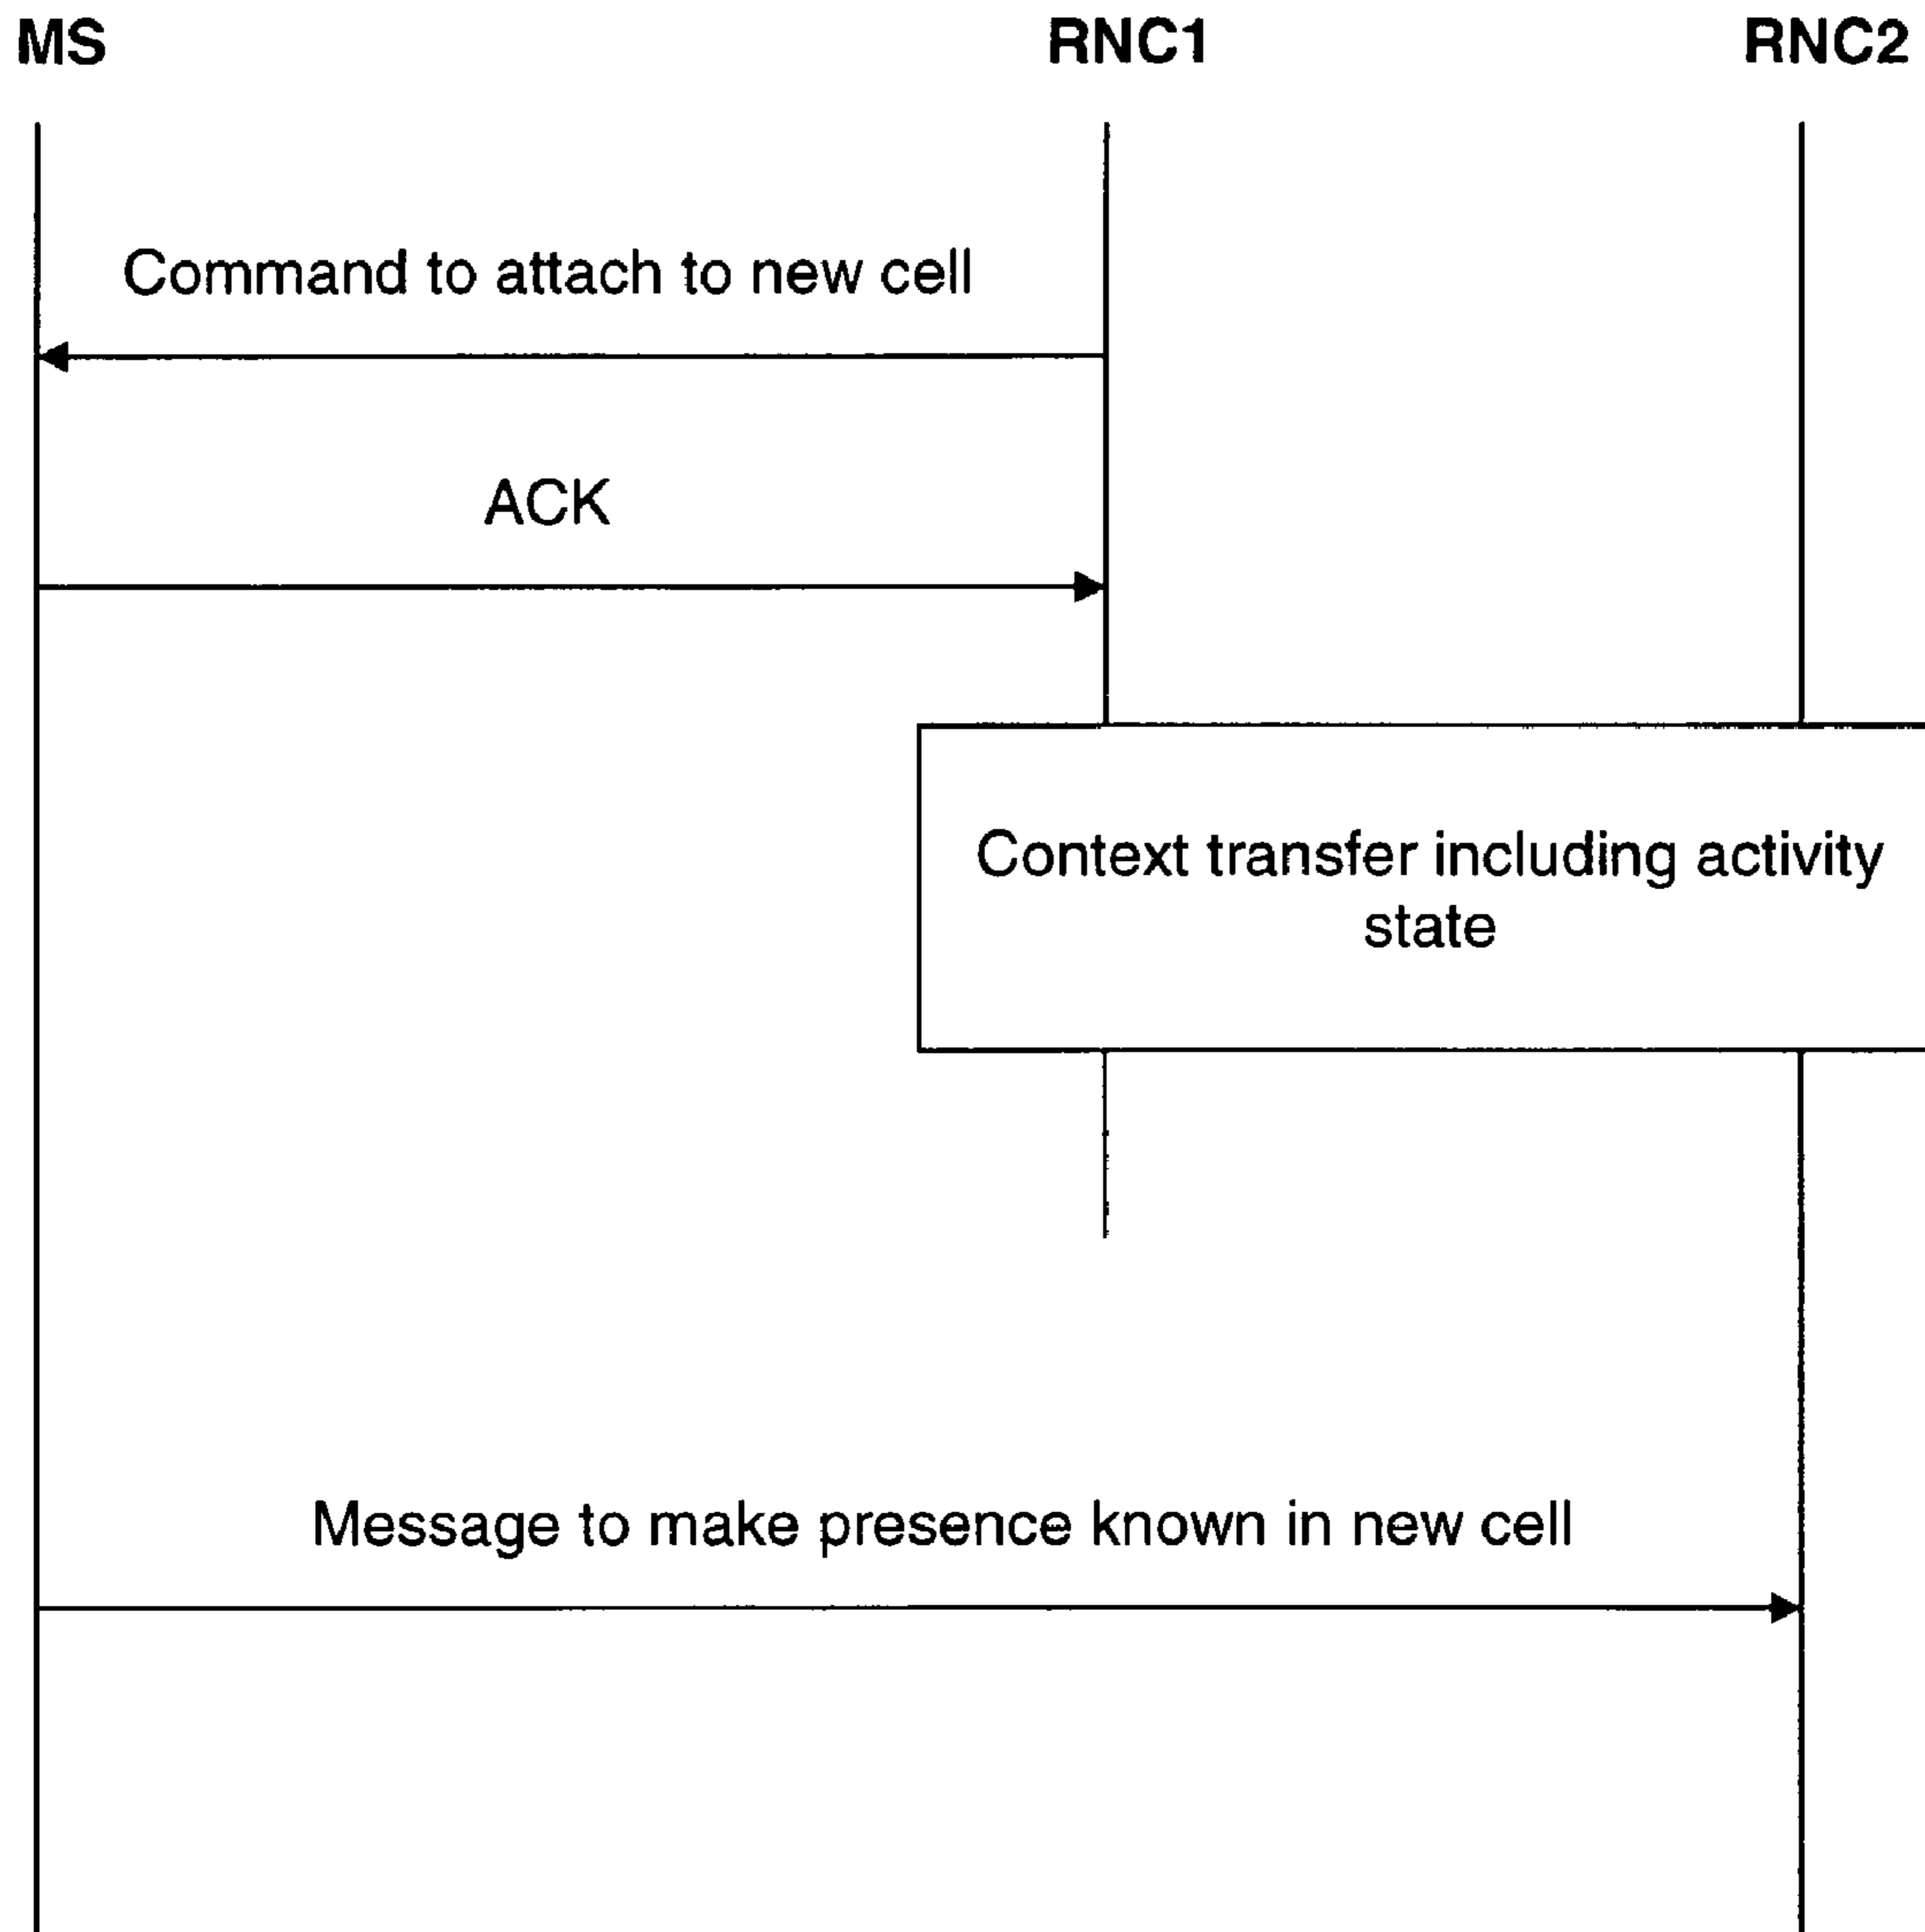 MS RNC1 RNC2
Command to attach to new cell
ACK
Context transfer including activity
state
Message to make presence known in new cell